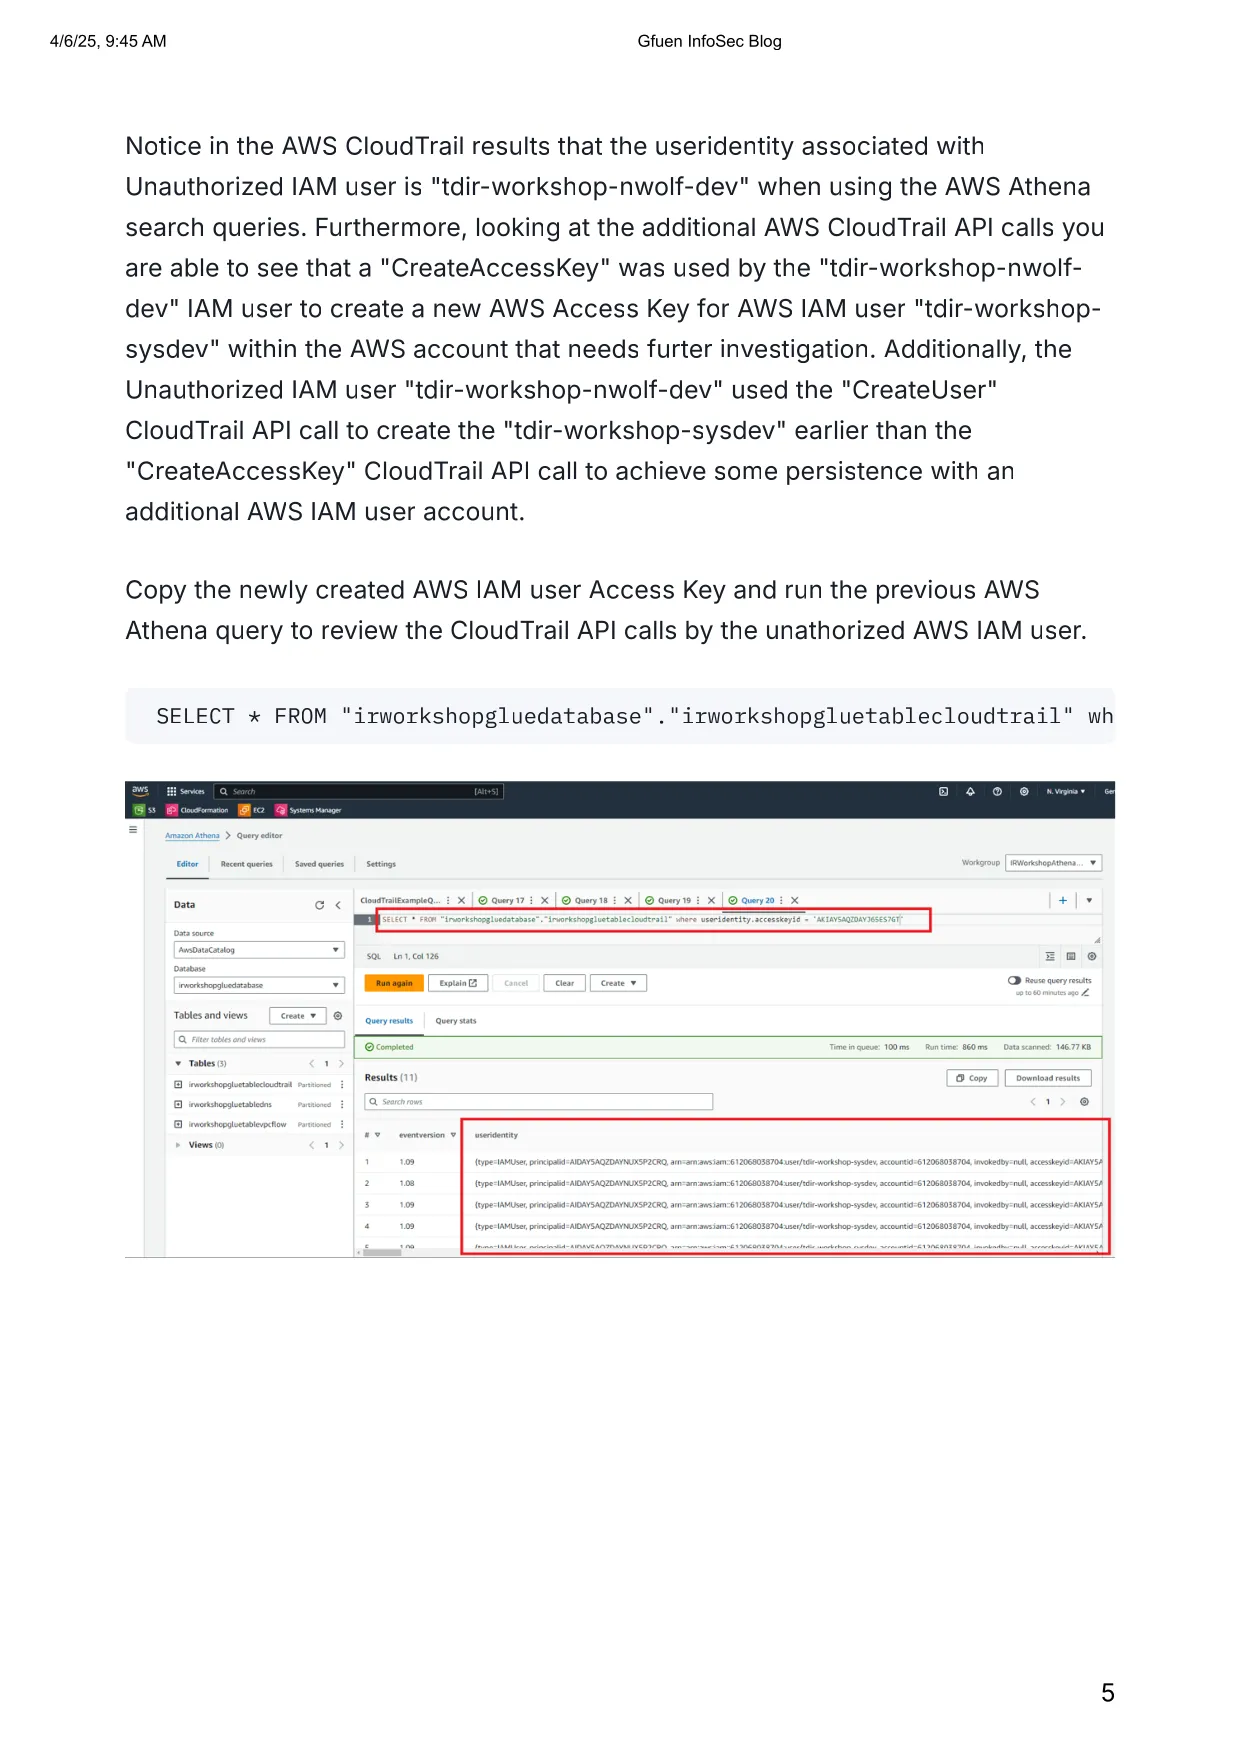 4/6/25, 9:45 AM
Gfuen InfoSec Blog
Notice in the AWS CloudTrail results that the useridentity associated with
Unauthorized IAM user is "tdir-workshop-nwolf-dev" when using the AWS Athena
search queries. Furthermore, looking at the additional AWS CloudTrail API calls you
are able to see that a "CreateAccessKey" was used by the "tdir-workshop-nwolf-
dev" IAM user to create a new AWS Access Key for AWS IAM user "tdir-workshop-
sysdev" within the AWS account that needs furter investigation. Additionally, the
Unauthorized IAM user "tdir-workshop-nwolf-dev" used the "CreateUser"
CloudTrail API call to create the "tdir-workshop-sysdev" earlier than the
"CreateAccessKey" CloudTrail API call to achieve some persistence with an
additional AWS IAM user account.
Copy the newly created AWS IAM user Access Key and run the previous AWS
Athena query to review the CloudTrail API calls by the unathorized AWS IAM user.
SELECT * FROM "irworkshopgluedatabase"."irworkshopgluetablecloudtrail" wh
aws Services Search [Alt+S] N. Virginia Ger
S3 CloudFormation EC2 Systems Manager
Amazon Athena > Query editor
Editor Recent queries Saved queries Settings Workgroup IRWorkshopAthena...
Data
CloudTrailExampleQ... Query 17 Query 18 Query 19 Query 20
1 SELECT * FROM "irworkshopgluedatabase"."irworkshopgluetablecloudtrail" where useridentity.accesskeyid =
Data source
AwsDataCatalog
SQL Ln 1, Col 126
Database
irworkshopgluedatabase
Run again Explain Cancel Clear Create Reuse query results
up to 60 minutes ago
Tables and views Create
Filter tables and views
Query results Query stats
Completed Time in queue: 100 ms Run time: 860 ms Data scanned: 146.77 KB
Tables (3) < 1 >
irworkshopgluetablecloudtrail Partitioned
irworkshopgluetabledns Partitioned
irworkshopgluetablevpcflow Partitioned
Views (0) < 1 >
Results (11) Copy Download results
Search rows < 1 >
# eventversion useridentity
1 1.09 {type=IAMUser, principalid=AIDAY5AQZDAYNUX5P2CRQ, arn=arn:aws:iam::612068038704:user/tdir-workshop-sysdev, accountid=612068038704, invokedby=null, accesskeyid=AKIAY5A
2 1.08 {type=IAMUser, principalid=AIDAY5AQZDAYNUX5P2CRQ, arn=arn:aws:iam::612068038704:user/tdir-workshop-sysdev, accountid=612068038704, invokedby=null, accesskeyid=AKIAY5A
3 1.09 {type=IAMUser, principalid=AIDAY5AQZDAYNUX5P2CRQ, arn=arn:aws:iam::612068038704:user/tdir-workshop-sysdev, accountid=612068038704, invokedby=null, accesskeyid=AKIAY5A
4 1.09 {type=IAMUser, principalid=AIDAY5AQZDAYNUX5P2CRQ, arn=arn:aws:iam::612068038704:user/tdir-workshop-sysdev, accountid=612068038704, invokedby=null, accesskeyid=AKIAY5A
5